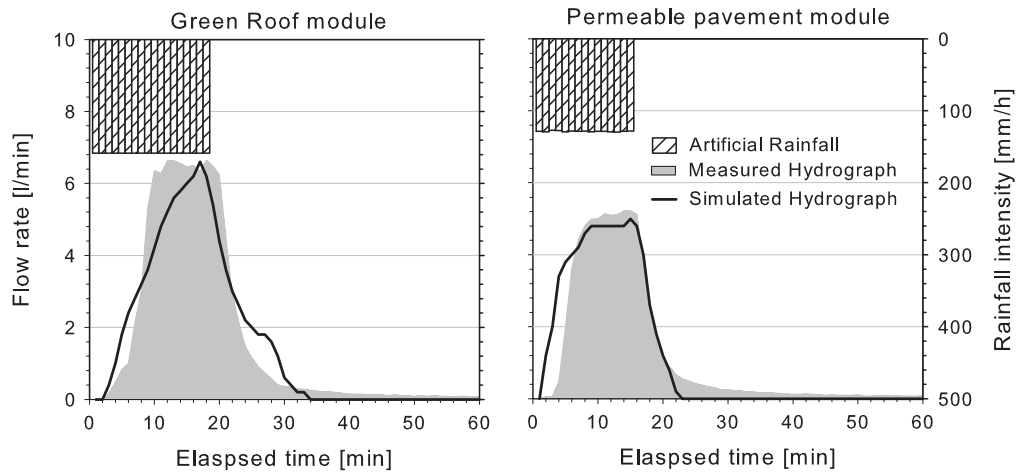 Green Roof module
Permeable pavement module
10
8
6
4
2
0
Flow rate [l/min]
0
100
200
300
400
500
Rainfall intensity [mm/h]
Artificial Rainfall
Measured Hydrograph
Simulated Hydrograph
0 10 20 30 40 50 60
0 10 20 30 40 50 60
Elaspsed time [min]
Elaspsed time [min]